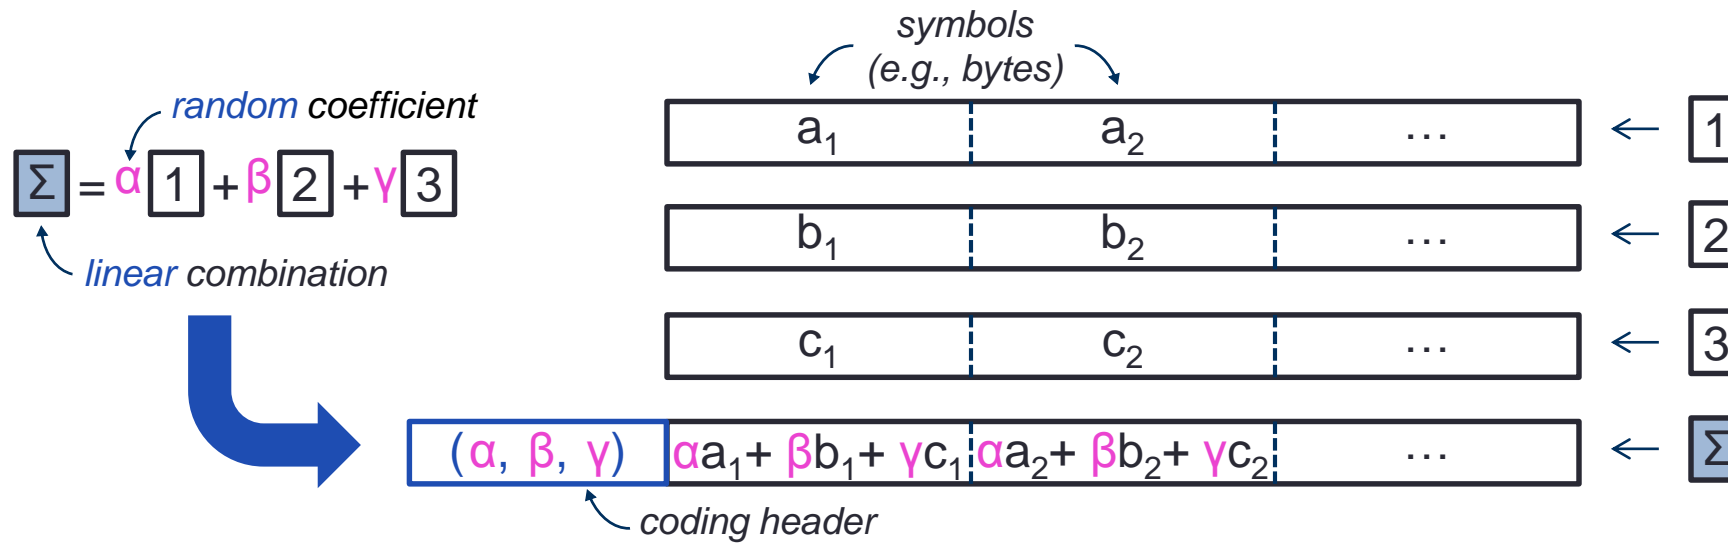 symbols
(e.g., bytes)
random coefficient
Σ = α 1 + β 2 + γ 3
linear combination
a₁ a₂ ... ← 1
b₁ b₂ ... ← 2
c₁ c₂ ... ← 3
(α, β, γ) αa₁+ βb₁+ γc₁ αa₂+ βb₂+ γc₂ ... ← Σ
coding header